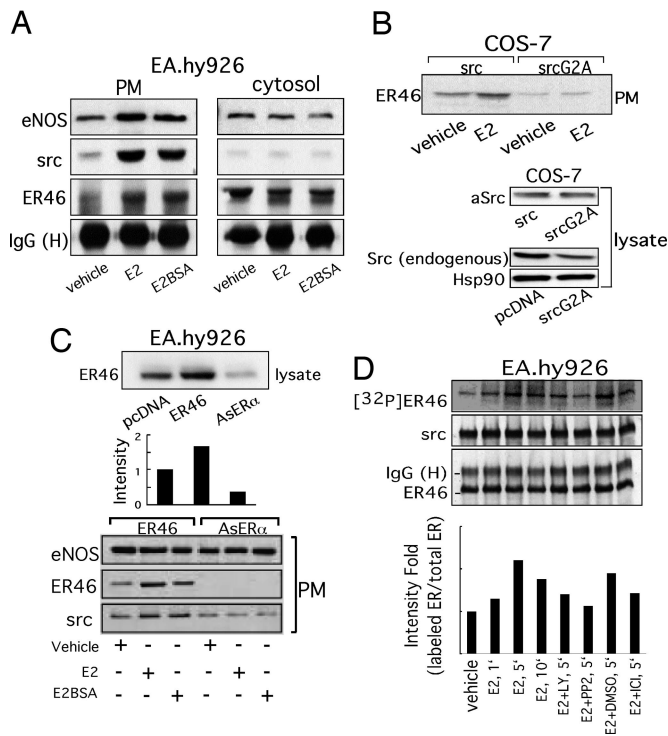 A
EA.hy926
PM cytosol
eNOS
src
ER46
IgG (H)
vehicle E2 E2BSA vehicle E2 E2BSA
B
COS-7
src srcG2A
ER46 PM
vehicle E2 vehicle E2
COS-7
aSrc
src srcG2A
Src (endogenous)
Hsp90
pcDNA srcG2A
lysate
C
EA.hy926
ER46 lysate
pcDNA ER46 AsERα
Intensity
2
1
0
ER46 AsERα
eNOS
ER46
src
PM
Vehicle + - - + - -
E2 - + - - + -
E2BSA - - + - - +
D
EA.hy926
[32P]ER46
src
IgG (H)
ER46
Intensity Fold
(labeled ER/total ER)
vehicle
E2, 1‘
E2, 5‘
E2, 10‘
E2+LY, 5‘
E2+PP2, 5‘
E2+DMSO, 5‘
E2+ICI, 5‘